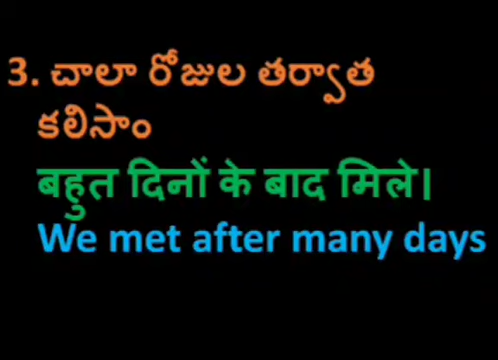 3. చాలా రోజుల తర్వాత
కలిసాం
बहुत दिनों के बाद मिले।
We met after many days